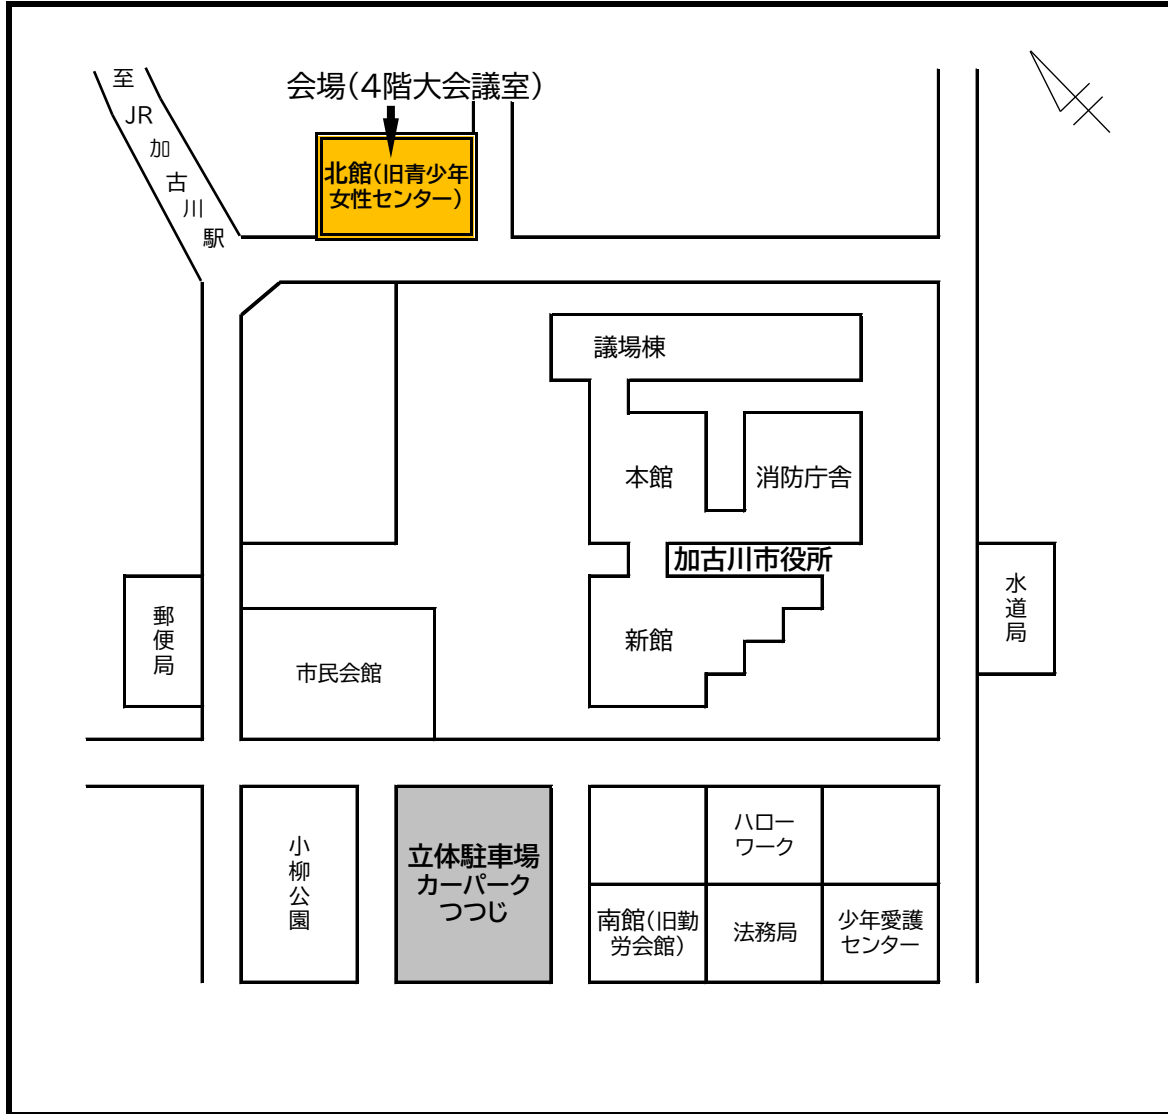 至JR加古川駅
会場(4階大会議室)
北館(旧青少年
女性センター)
議場棟
本館
消防庁舎
加古川市役所
新館
郵便局
市民会館
水道局
小柳公園
立体駐車場
カーパーク
つつじ
ハロー
ワーク
南館(旧勤
労会館)
法務局
少年愛護
センター